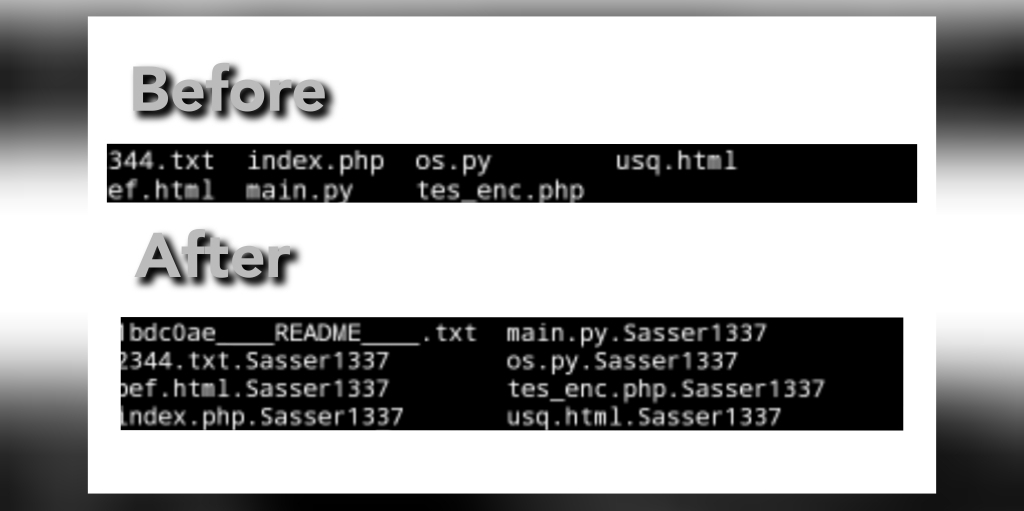 Before
344.txt index.php os.py usq.html
ef.html main.py tes_enc.php
After
1bdc0ae____README____.txt main.py.Sasser1337
2344.txt.Sasser1337 os.py.Sasser1337
bef.html.Sasser1337 tes_enc.php.Sasser1337
index.php.Sasser1337 usq.html.Sasser1337